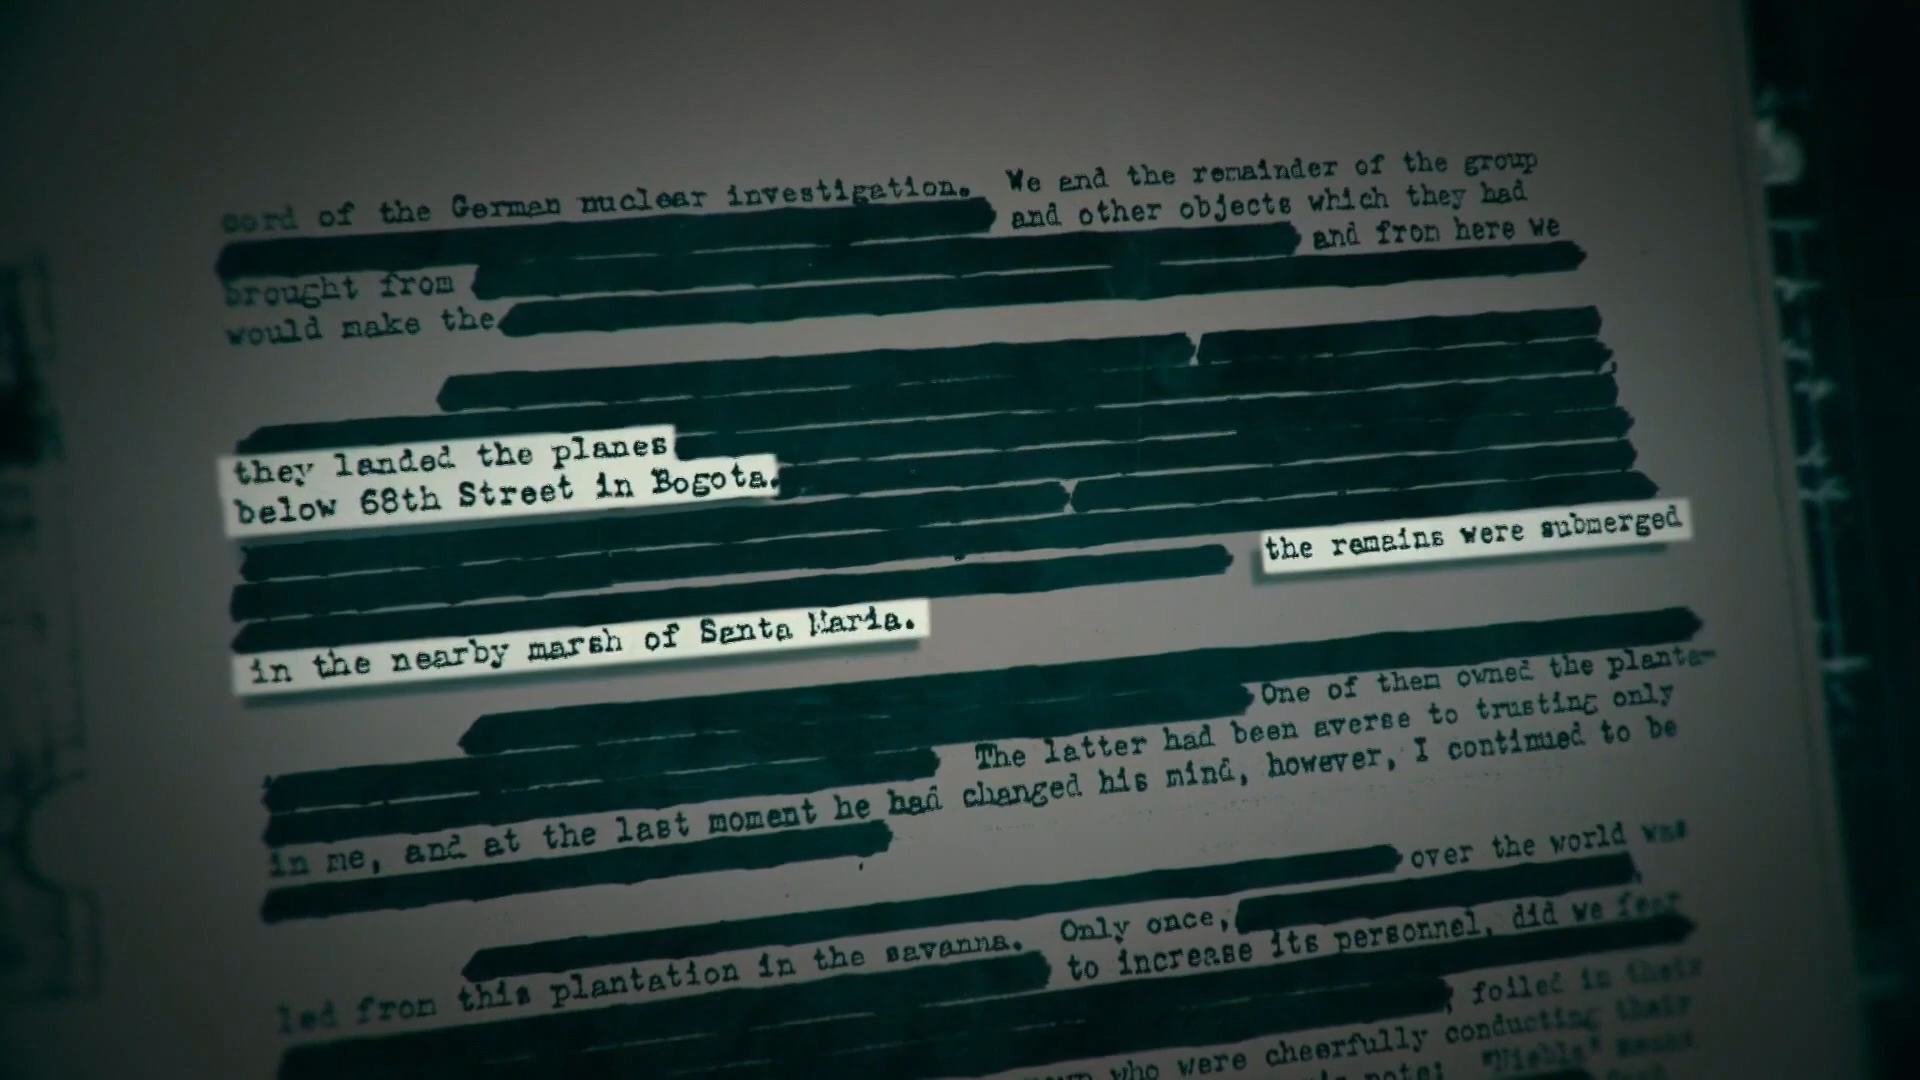 of the German nuclear investigation. We and the remainder of the group
and other objects which they had
brought from and from here we
would make the
they landed the planes
below 68th Street in Bogota.
the remains were submerged
in the nearby marsh of Santa Maria.
One of them owned the planta-
The latter had been averse to trusting only
in me, and at the last moment he had changed his mind, however, I continued to be
over the world was
led from this plantation in the savanna. Only once,
to increase its personnel, did we fear
, foiled in their
who were cheerfully conducting their
note: